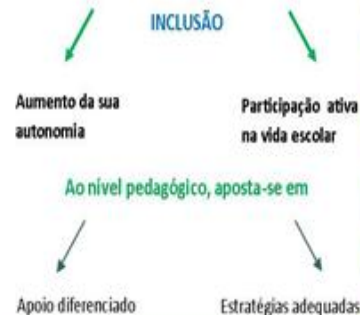 INCLUSÃO
Aumento da sua
autonomia
Participação ativa
na vida escolar
Ao nível pedagógico, aposta-se em
Apoio diferenciado
Estratégias adequadas